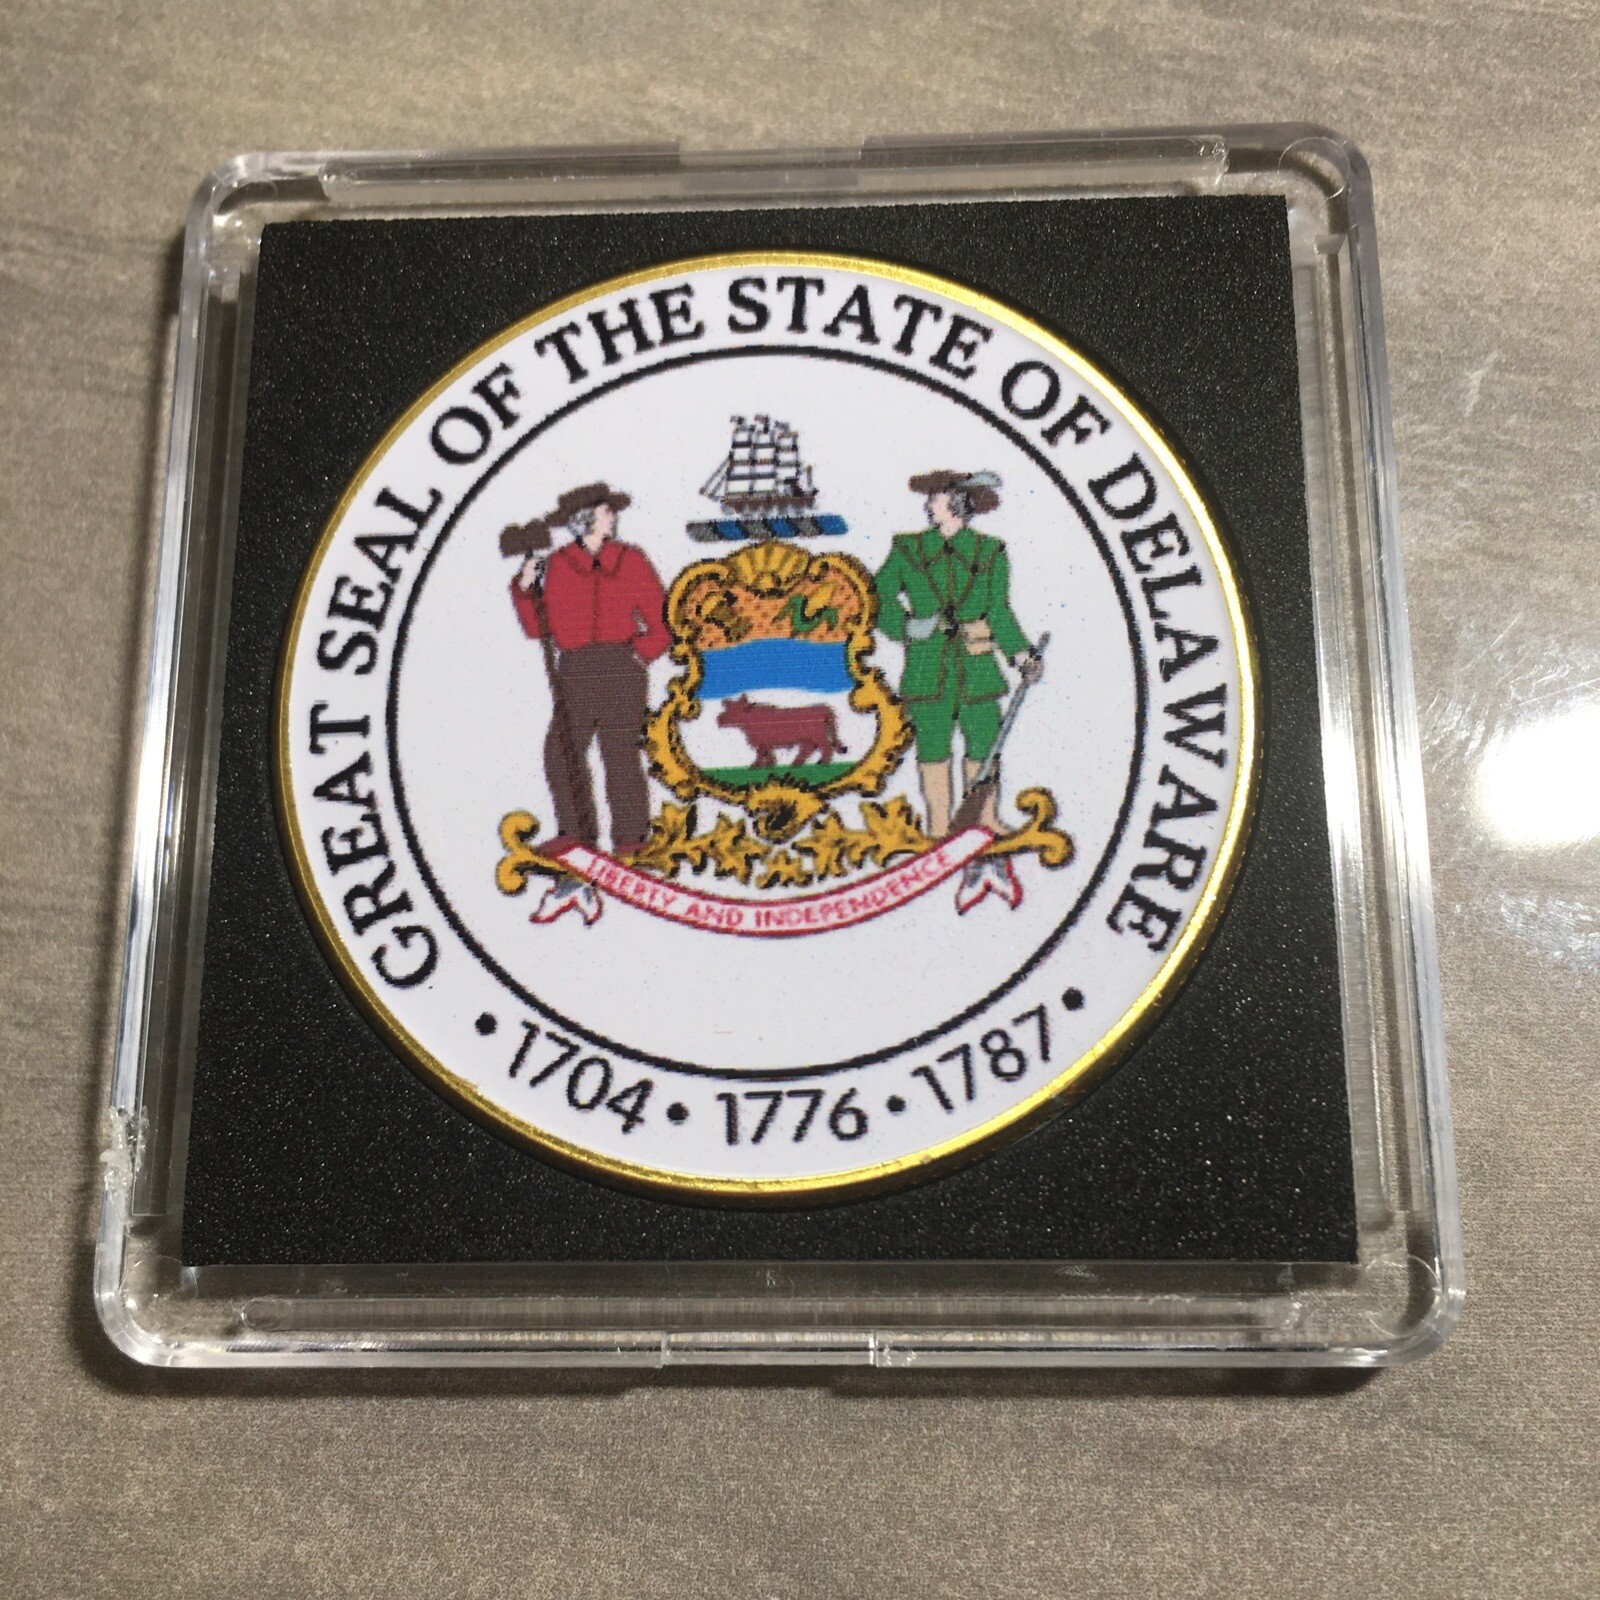 GREAT SEAL OF THE STATE OF DELAWARE
LIBERTY AND INDEPENDENCE
• 1704 • 1776 • 1787 •